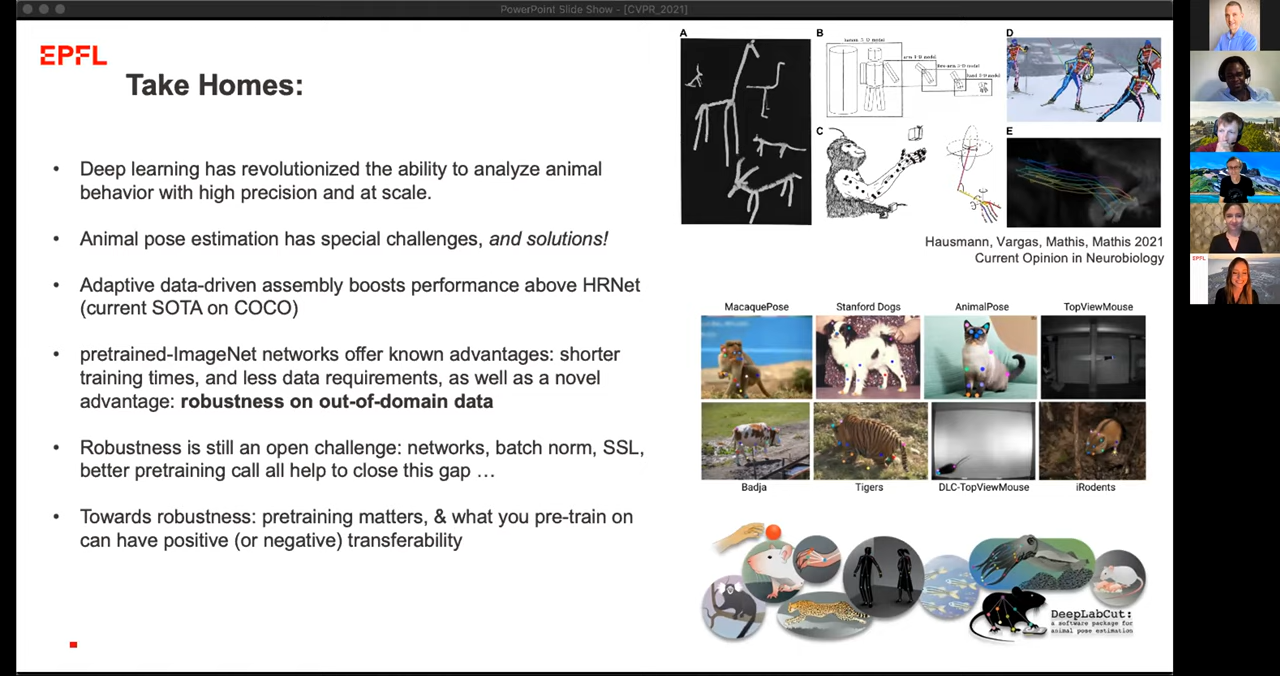 PowerPoint Slide Show - [CVPR_2021]
EPFL
Take Homes:
• Deep learning has revolutionized the ability to analyze animal
behavior with high precision and at scale.
• Animal pose estimation has special challenges, and solutions!
• Adaptive data-driven assembly boosts performance above HRNet
(current SOTA on COCO)
• pretrained-ImageNet networks offer known advantages: shorter
training times, and less data requirements, as well as a novel
advantage: robustness on out-of-domain data
• Robustness is still an open challenge: networks, batch norm, SSL,
better pretraining call all help to close this gap …
• Towards robustness: pretraining matters, & what you pre-train on
can have positive (or negative) transferability
A
B
C
D
E
Hausmann, Vargas, Mathis, Mathis 2021
Current Opinion in Neurobiology
MacaquePose Stanford Dogs AnimalPose TopViewMouse
Badja Tigers DLC-TopViewMouse iRodents
DeepLabCut:
a software package for
animal pose estimation
EPFL